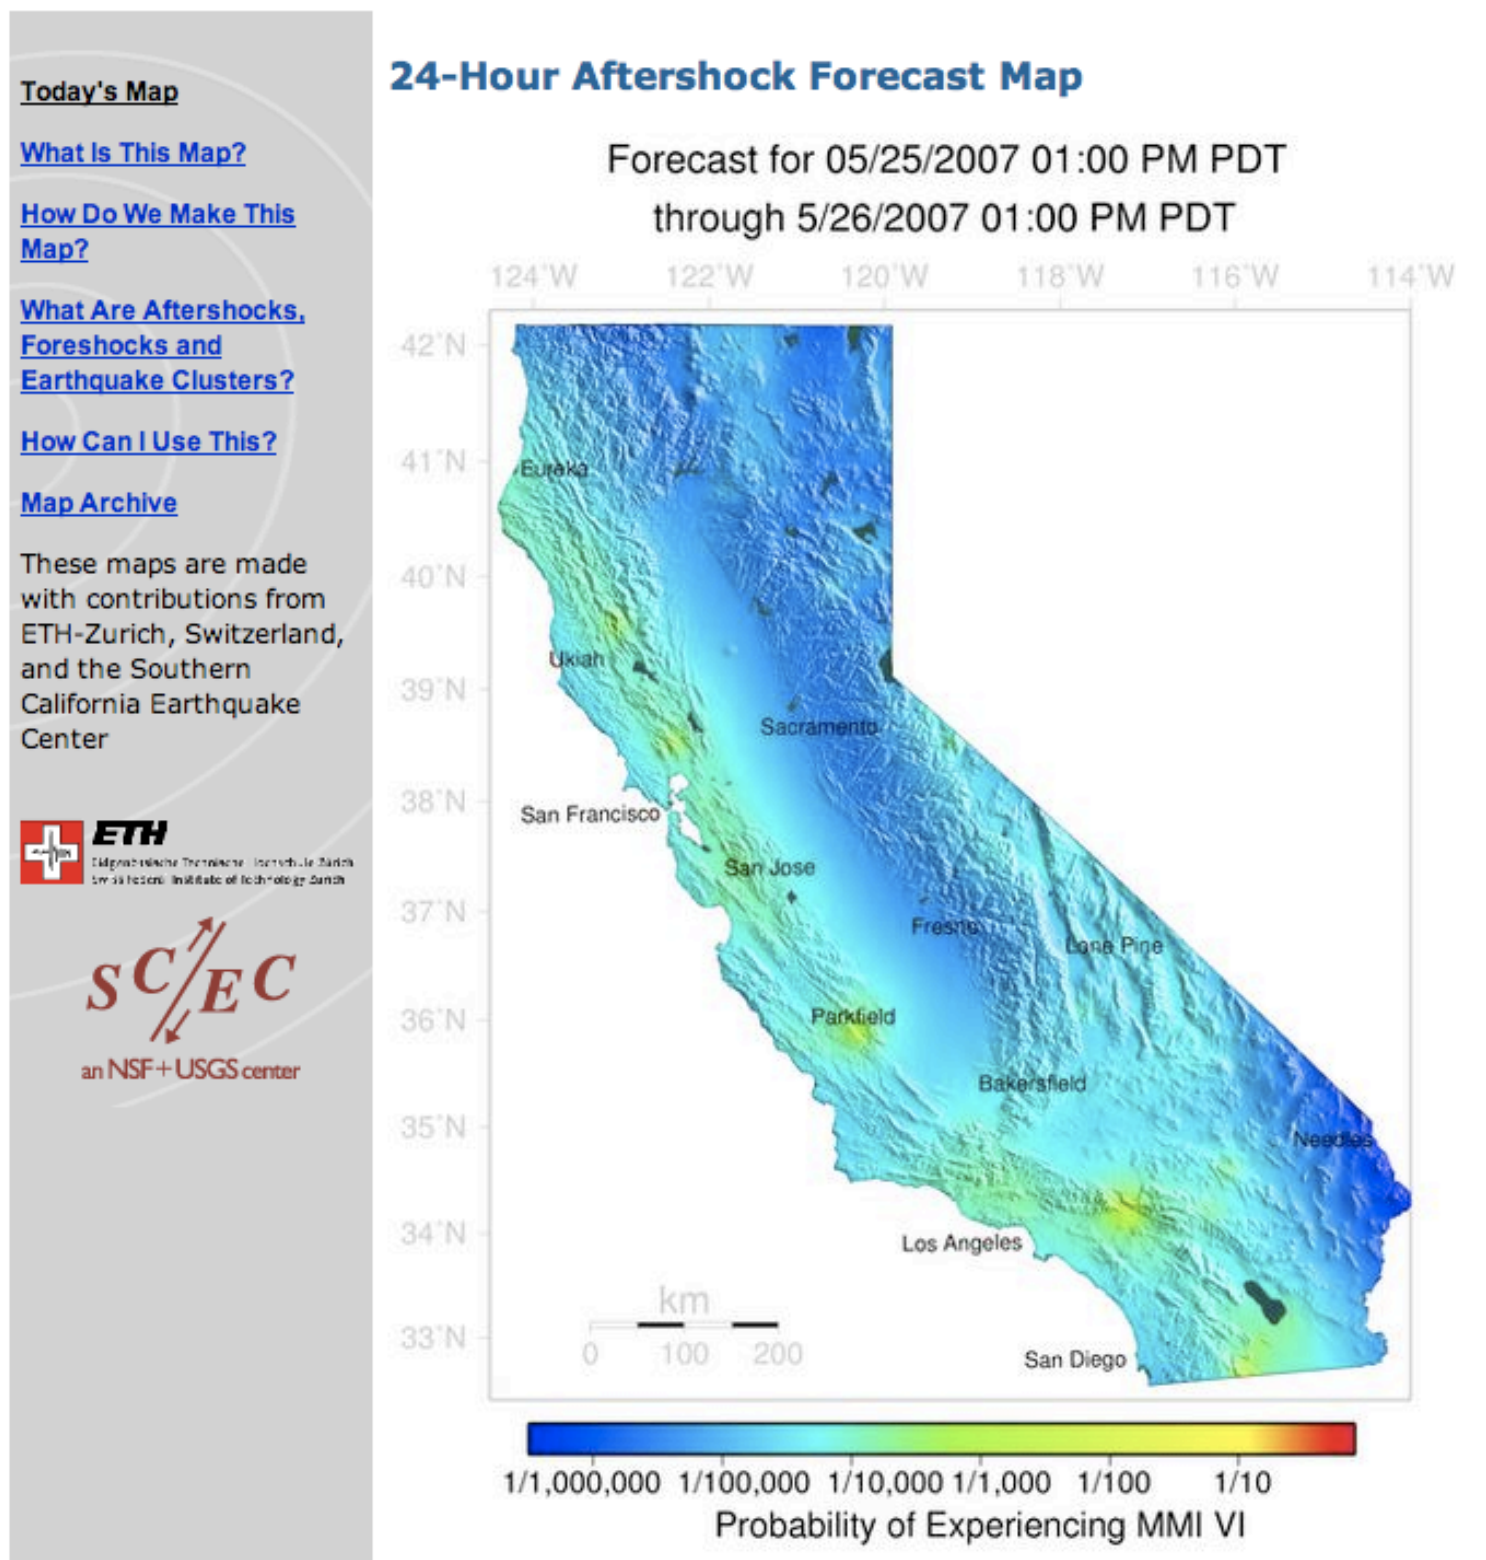 Today's Map
What Is This Map?
How Do We Make This
Map?
What Are Aftershocks,
Foreshocks and
Earthquake Clusters?
How Can I Use This?
Map Archive
These maps are made
with contributions from
ETH-Zurich, Switzerland,
and the Southern
California Earthquake
Center
ETH
SCEC
an NSF+USGS center
24-Hour Aftershock Forecast Map
Forecast for 05/25/2007 01:00 PM PDT
through 5/26/2007 01:00 PM PDT
124˚W 122˚W 120˚W 118˚W 116˚W 114˚W
42˚N
41˚N
Eureka
40˚N
Ukiah
39˚N
Sacramento
38˚N
San Francisco
San Jose
37˚N
Fresno
Lone Pine
36˚N
Parkfield
Bakersfield
35˚N
Needles
34˚N
Los Angeles
km
33˚N
0 100 200
San Diego
1/1,000,000 1/100,000 1/10,000 1/1,000 1/100 1/10
Probability of Experiencing MMI VI